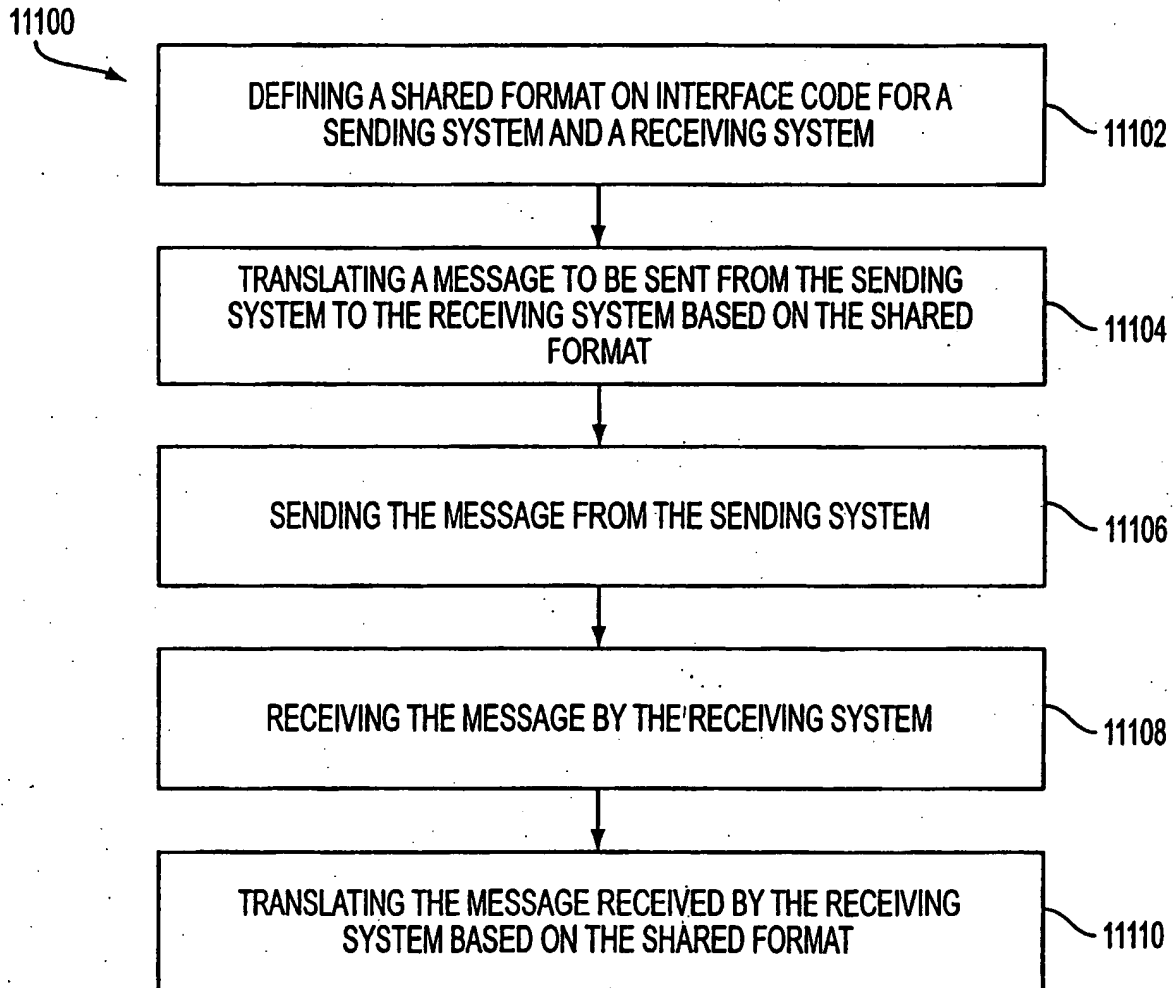 11100
DEFINING A SHARED FORMAT ON INTERFACE CODE FOR A
SENDING SYSTEM AND A RECEIVING SYSTEM
11102
TRANSLATING A MESSAGE TO BE SENT FROM THE SENDING
SYSTEM TO THE RECEIVING SYSTEM BASED ON THE SHARED
FORMAT
11104
SENDING THE MESSAGE FROM THE SENDING SYSTEM
11106
RECEIVING THE MESSAGE BY THE RECEIVING SYSTEM
11108
TRANSLATING THE MESSAGE RECEIVED BY THE RECEIVING
SYSTEM BASED ON THE SHARED FORMAT
11110